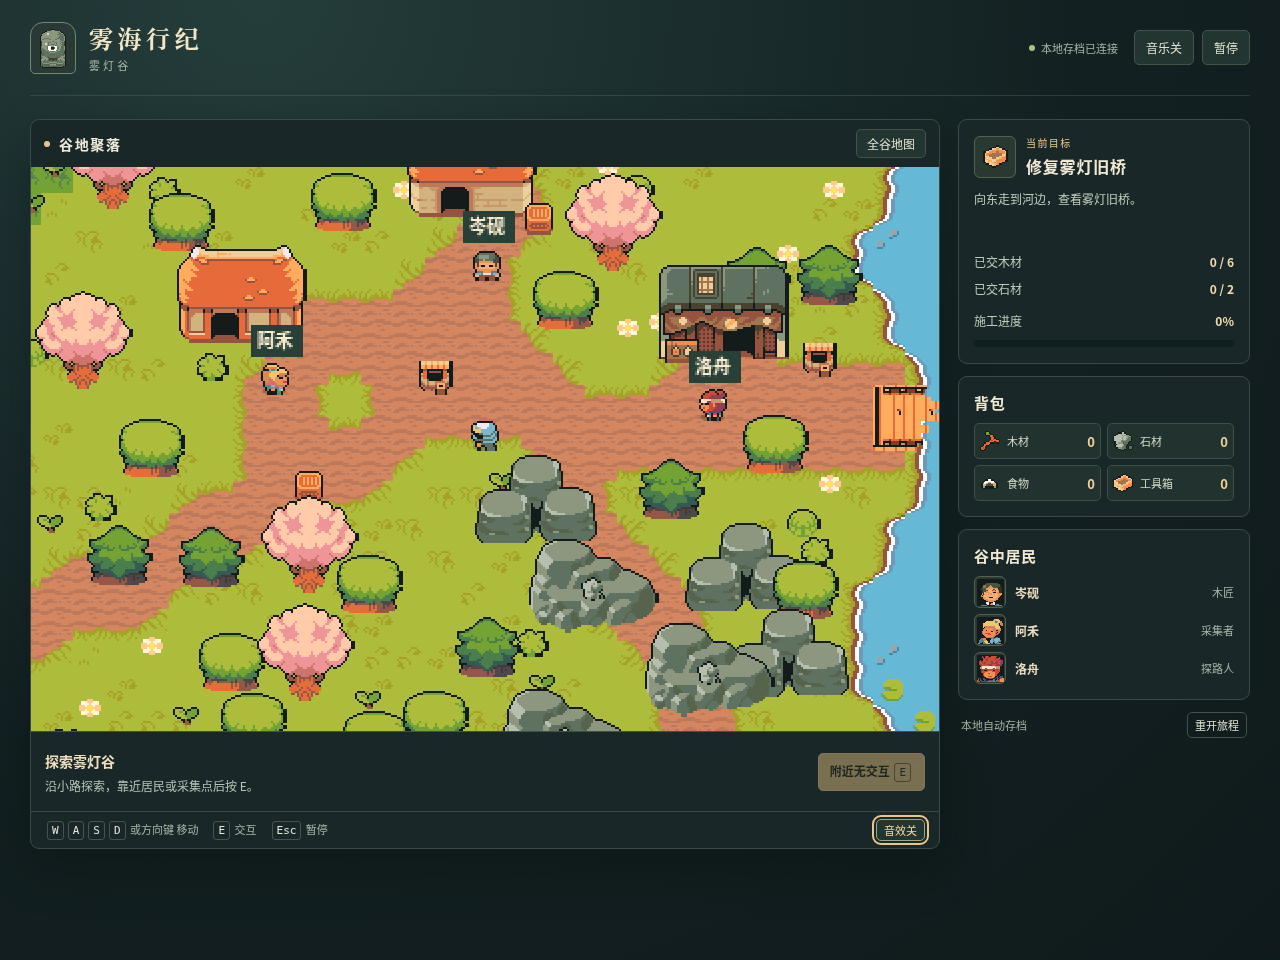 雾海行纪
雾灯谷
本地存档已连接
音乐关
暂停
谷地聚落
全谷地图
岑砚
阿禾
洛舟
探索雾灯谷
沿小路探索，靠近居民或采集点后按 E。
附近无交互 E
W A S D 或方向键 移动 E 交互 Esc 暂停
音效关
当前目标
修复雾灯旧桥
向东走到河边，查看雾灯旧桥。
已交木材 0 / 6
已交石材 0 / 2
施工进度 0%
背包
木材 0
石材 0
食物 0
工具箱 0
谷中居民
岑砚 木匠
阿禾 采集者
洛舟 探路人
本地自动存档
重开旅程